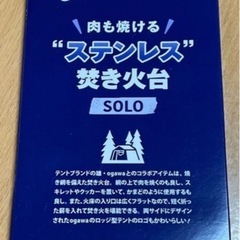 肉も焼ける
“ステンレス”
焚き火台
SOLO
テントブランドの雄・ogawaとのコラボアイテムは、焼
き網を備えた焚き火台。網の上で肉を焼くのも良し、ス
キレットやクッカーを置いて、かまどのように使用するも
良し。また、火床の入り口は広くフラットなので、短く折っ
た薪を入れて焚き火を堪能できる。両サイドにデザイン
されたogawaのロッジ型テントのロゴもかわいらしい！